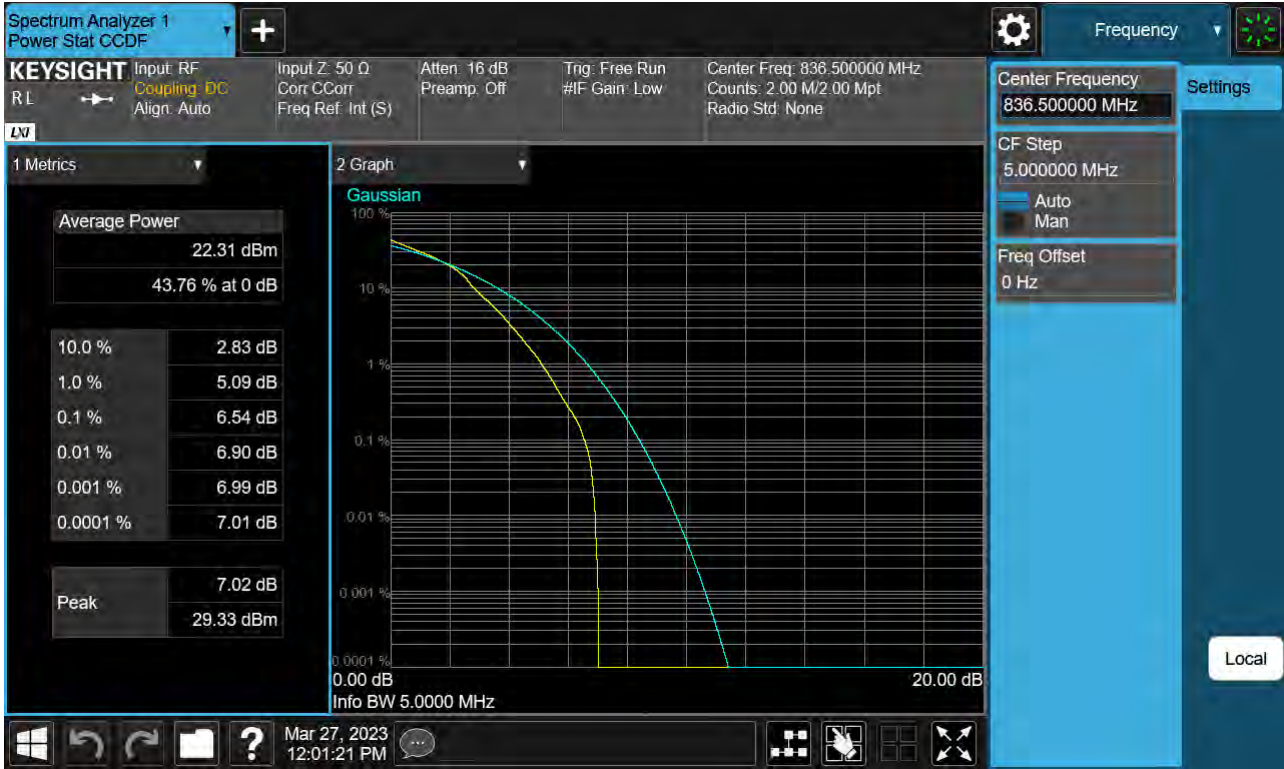 Spectrum Analyzer 1
Power Stat CCDF
+
Frequency
KEYSIGHT
R L
LXI
Input: RF
Coupling: DC
Align: Auto
Input Z: 50 Ω
Corr CCorr
Freq Ref: Int (S)
Atten: 16 dB
Preamp: Off
Trig: Free Run
#IF Gain: Low
Center Freq: 836.500000 MHz
Counts: 2.00 M/2.00 Mpt
Radio Std: None
Center Frequency
836.500000 MHz
Settings
CF Step
5.000000 MHz
Auto
Man
Freq Offset
0 Hz
Local
1 Metrics
Average Power
22.31 dBm
43.76 % at 0 dB
10.0 % 2.83 dB
1.0 % 5.09 dB
0.1 % 6.54 dB
0.01 % 6.90 dB
0.001 % 6.99 dB
0.0001 % 7.01 dB
Peak
7.02 dB
29.33 dBm
2 Graph
Gaussian
100 %
10 %
1 %
0.1 %
0.01 %
0.001 %
0.0001 %
0.00 dB 20.00 dB
Info BW 5.0000 MHz
?
Mar 27, 2023
12:01:21 PM